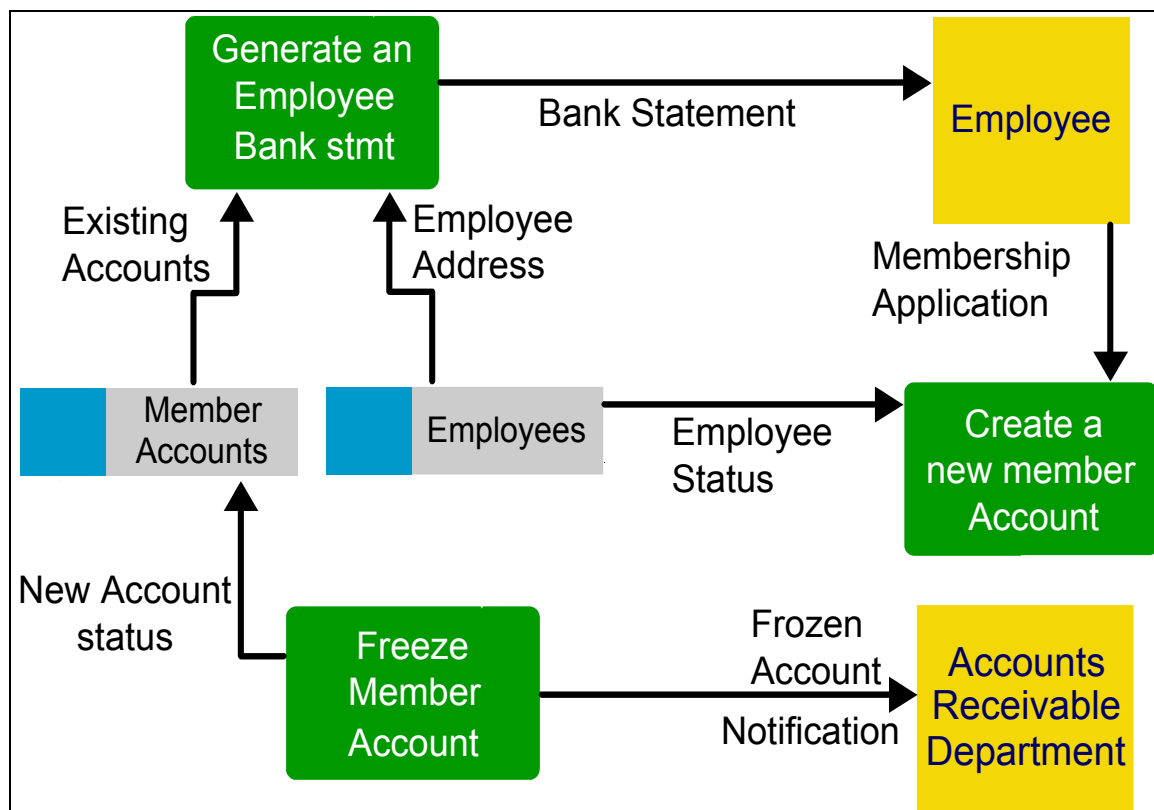 Generate an
Employee
Bank stmt
Bank Statement
Employee
Existing
Accounts
Employee
Address
Membership
Application
Member
Accounts
Employees
Employee
Status
Create a
new member
Account
New Account
status
Freeze
Member
Account
Frozen
Account
Notification
Accounts
Receivable
Department